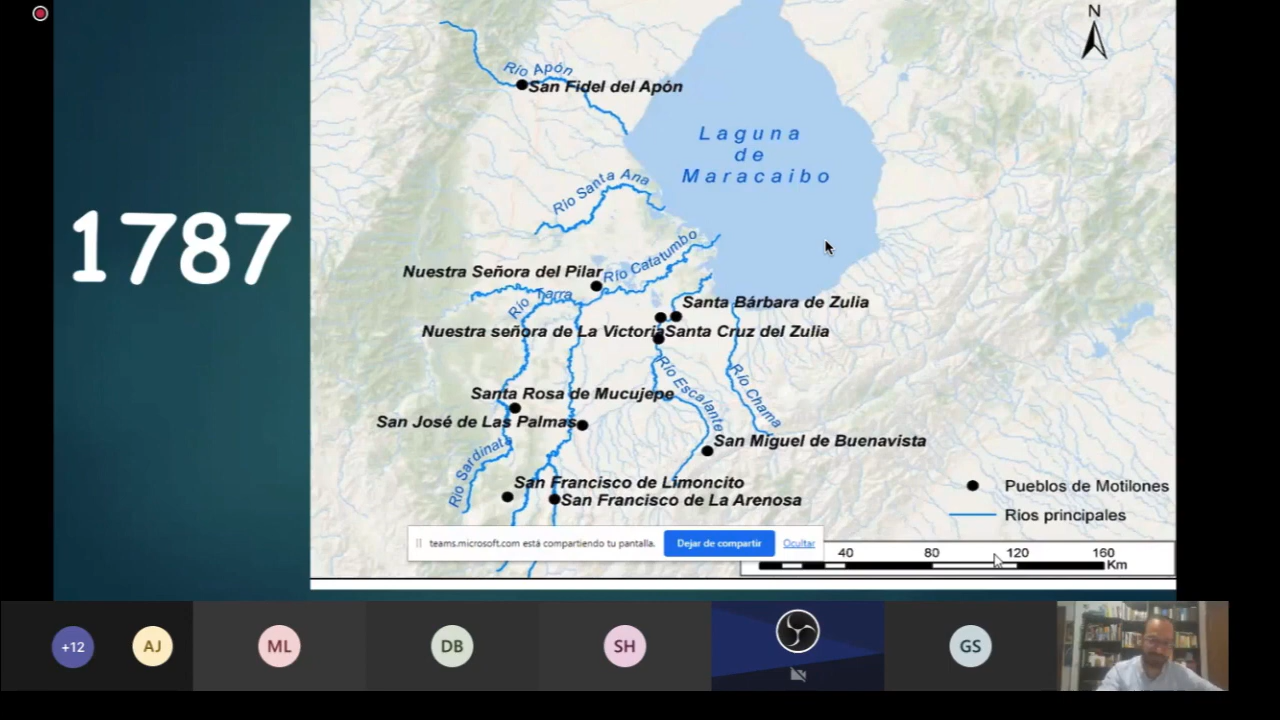 1787
N
Río Apón
San Fidel del Apón
Laguna
de
Maracaibo
Río Santa Ana
Río Catatumbo
Nuestra Señora del Pilar
Río Tarra
Santa Bárbara de Zulia
Nuestra señora de La Victoria
Santa Cruz del Zulia
Río Escalante
Río Chama
Santa Rosa de Mucujepe
San José de Las Palmas
Río Sardinata
San Miguel de Buenavista
San Francisco de Limoncito
San Francisco de La Arenosa
Pueblos de Motilones
Rios principales
teams.microsoft.com está compartiendo tu pantalla.
Dejar de compartir
Ocultar
40 80 120 160
Km
+12
AJ
ML
DB
SH
GS